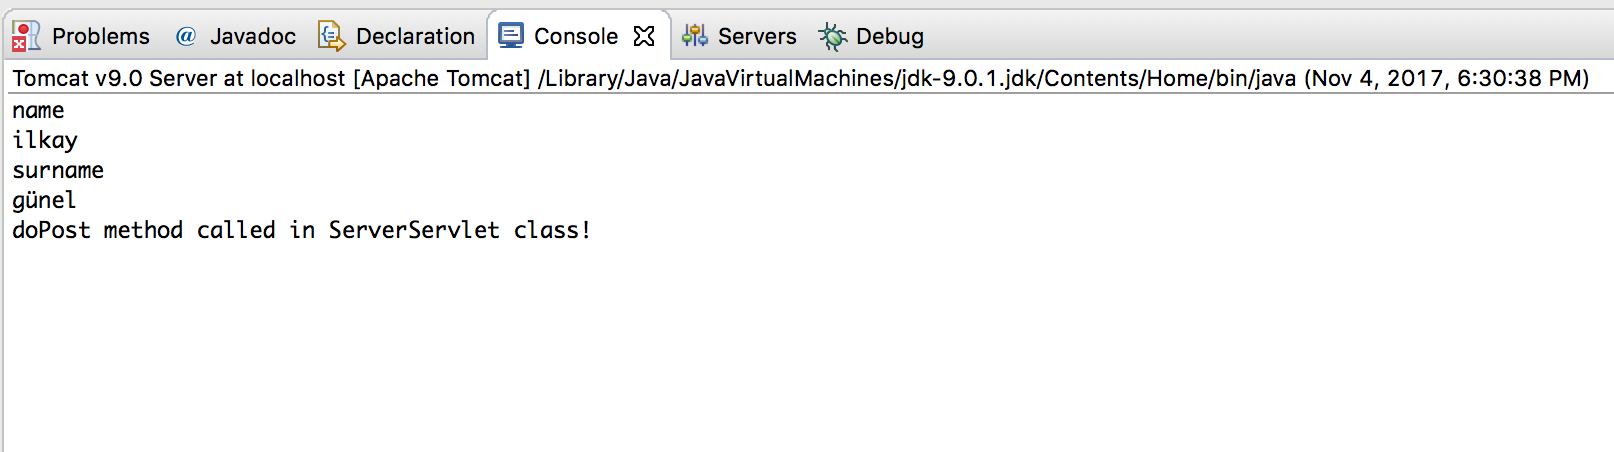 Problems Javadoc Declaration Console Servers Debug
Tomcat v9.0 Server at localhost [Apache Tomcat] /Library/Java/JavaVirtualMachines/jdk-9.0.1.jdk/Contents/Home/bin/java (Nov 4, 2017, 6:30:38 PM)
name
ilkay
surname
günel
doPost method called in ServerServlet class!